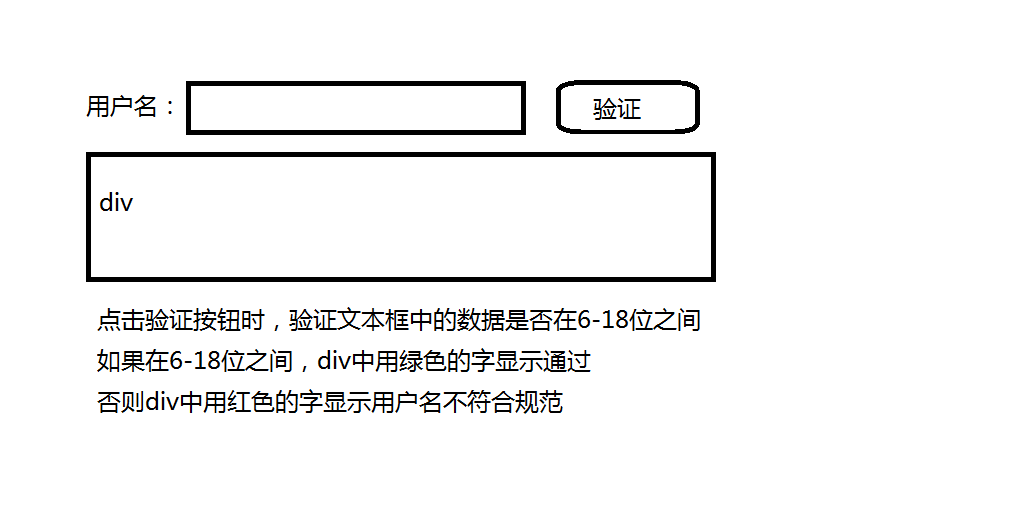 用户名：
验证
div
点击验证按钮时，验证文本框中的数据是否在6-18位之间
如果在6-18位之间，div中用绿色的字显示通过
否则div中用红色的字显示用户名不符合规范